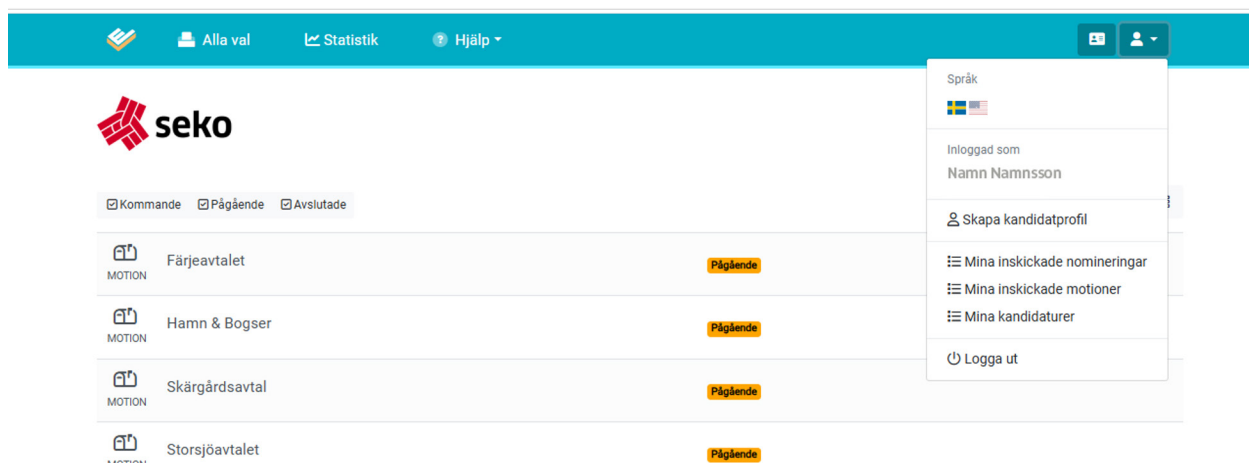 Alla val
Statistik
Hjälp
Språk
seko
Inloggad som
Namn Namnsson
Kommande Pågående Avslutade
Skapa kandidatprofil
MOTION Färjeavtalet Pågående
Mina inskickade nomineringar
Mina inskickade motioner
Mina kandidaturer
MOTION Hamn & Bogser Pågående
Logga ut
MOTION Skärgårdsavtal Pågående
MOTION Storsjöavtalet Pågående